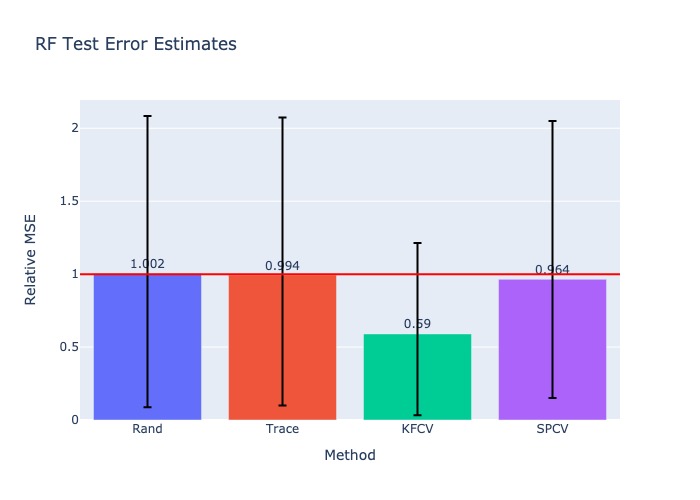 RF Test Error Estimates
Relative MSE
2
1.5
1
0.5
0
1.002
0.994
0.59
0.964
Rand
Trace
KFCV
SPCV
Method